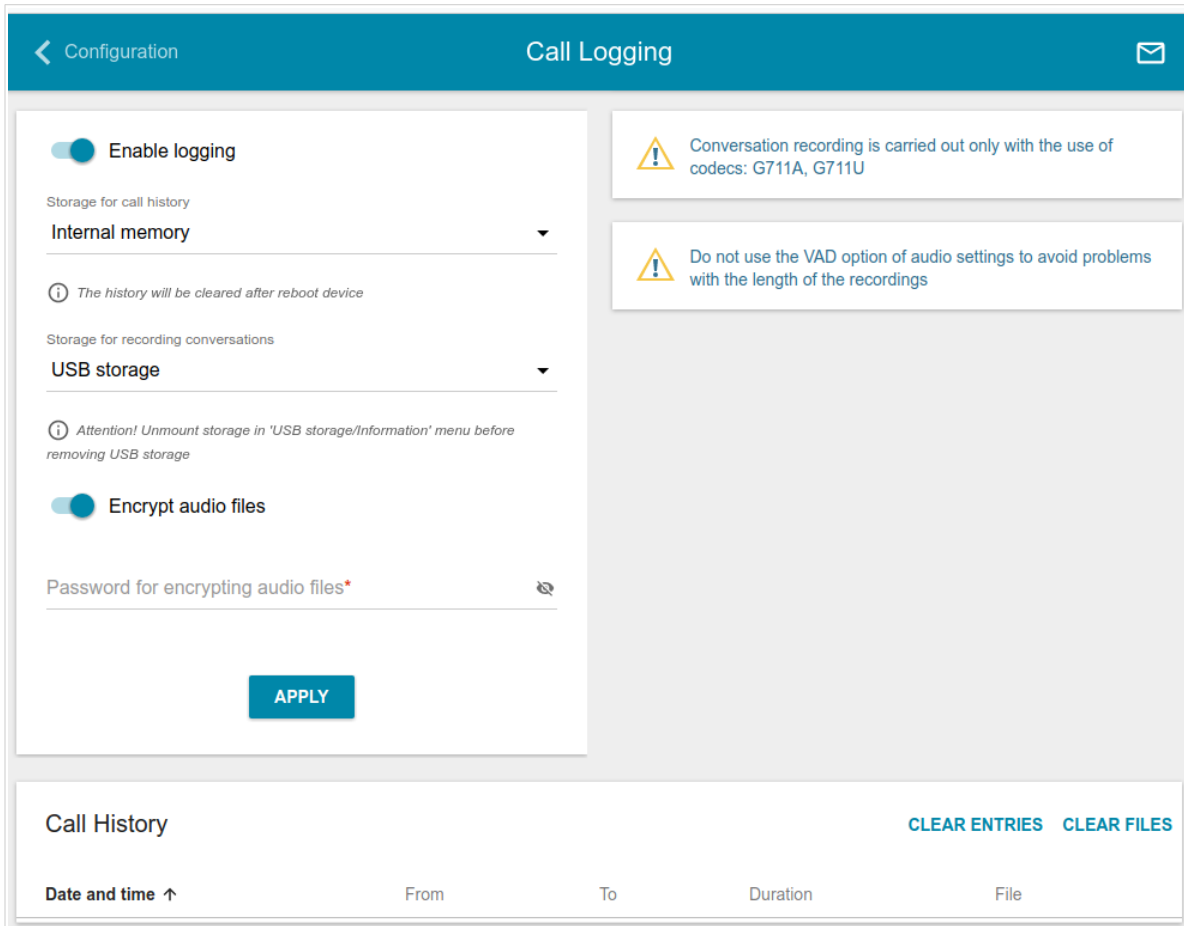 Configuration
Call Logging
Enable logging
Storage for call history
Internal memory
The history will be cleared after reboot device
Storage for recording conversations
USB storage
Attention! Unmount storage in 'USB storage/Information' menu before
removing USB storage
Encrypt audio files
Password for encrypting audio files*
APPLY
Conversation recording is carried out only with the use of
codecs: G711A, G711U
Do not use the VAD option of audio settings to avoid problems
with the length of the recordings
Call History
CLEAR ENTRIES CLEAR FILES
Date and time ↑ From To Duration File